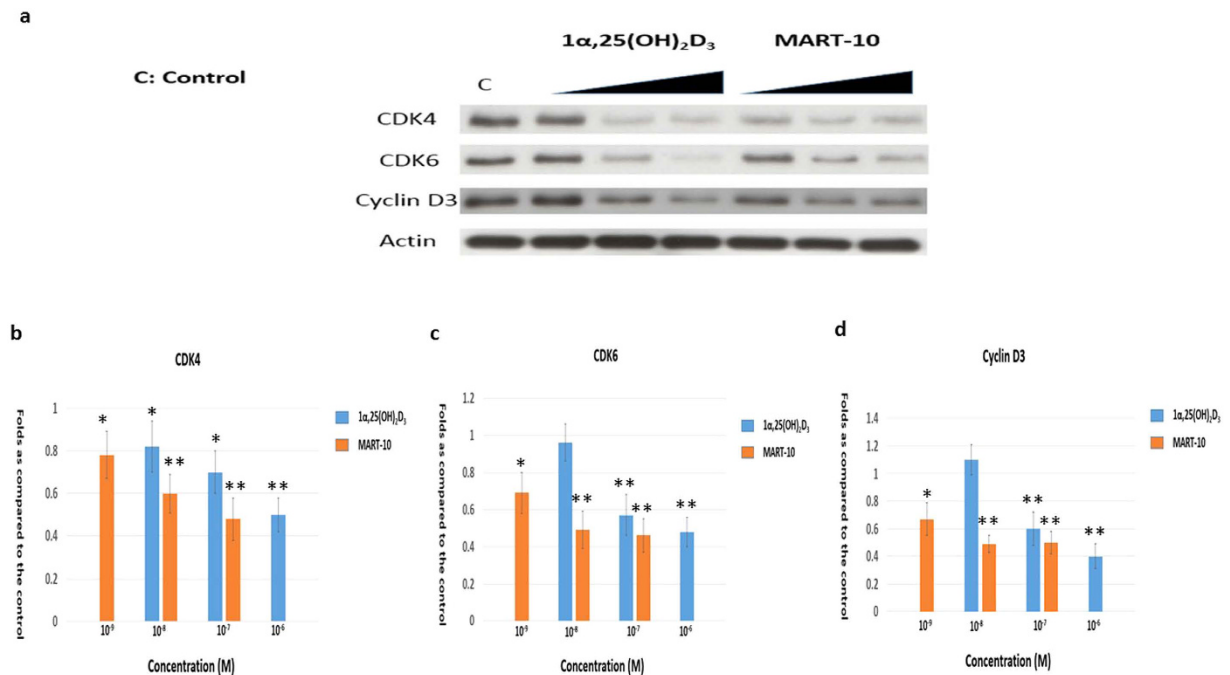 a
1α,25(OH)₂D₃ MART-10
C: Control
C
CDK4
CDK6
Cyclin D3
Actin
b
CDK4
Folds as compared to the control
1
0.8
0.6
0.4
0.2
0
* * * ** ** **
10⁻⁹ 10⁻⁸ 10⁻⁷ 10⁻⁶
Concentration (M)
1α,25(OH)₂D₃
MART-10
c
CDK6
Folds as compared to the control
1.2
1
0.8
0.6
0.4
0.2
0
* ** ** ** **
10⁻⁹ 10⁻⁸ 10⁻⁷ 10⁻⁶
Concentration (M)
1α,25(OH)₂D₃
MART-10
d
Cyclin D3
Folds as compared to the control
1.4
1.2
1
0.8
0.6
0.4
0.2
0
* ** ** ** **
10⁻⁹ 10⁻⁸ 10⁻⁷ 10⁻⁶
Concentration (M)
1α,25(OH)₂D₃
MART-10